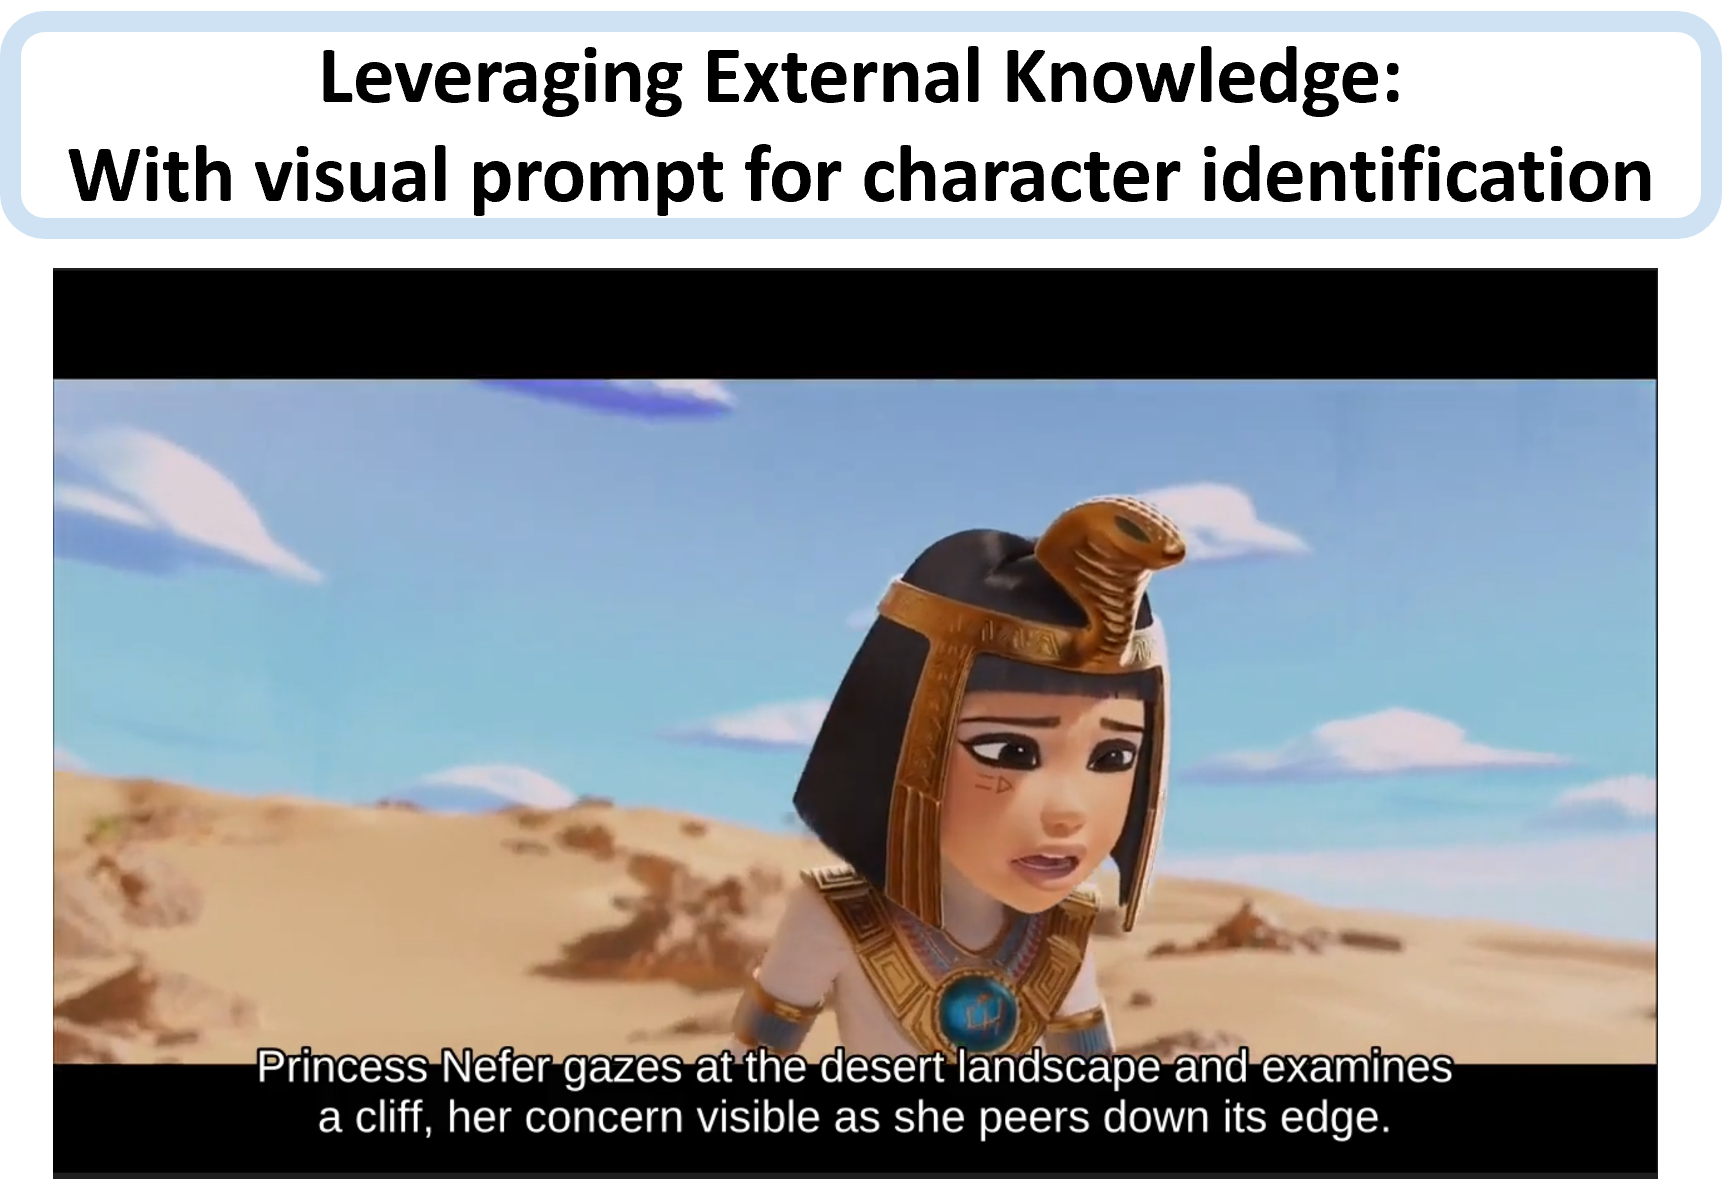 Leveraging External Knowledge:
With visual prompt for character identification
Princess Nefer gazes at the desert landscape and examines
a cliff, her concern visible as she peers down its edge.